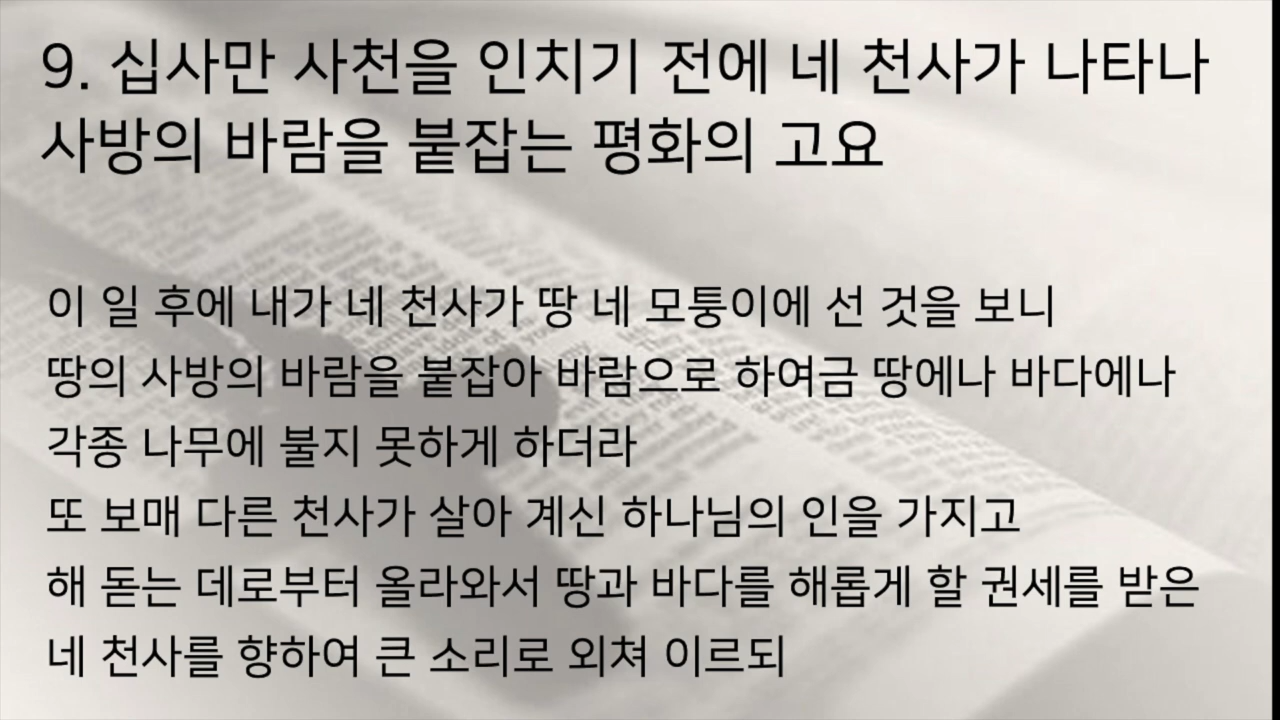 9. 십사만 사천을 인치기 전에 네 천사가 나타나
사방의 바람을 붙잡는 평화의 고요
이 일 후에 내가 네 천사가 땅 네 모퉁이에 선 것을 보니
땅의 사방의 바람을 붙잡아 바람으로 하여금 땅에나 바다에나
각종 나무에 불지 못하게 하더라
또 보매 다른 천사가 살아 계신 하나님의 인을 가지고
해 돋는 데로부터 올라와서 땅과 바다를 해롭게 할 권세를 받은
네 천사를 향하여 큰 소리로 외쳐 이르되